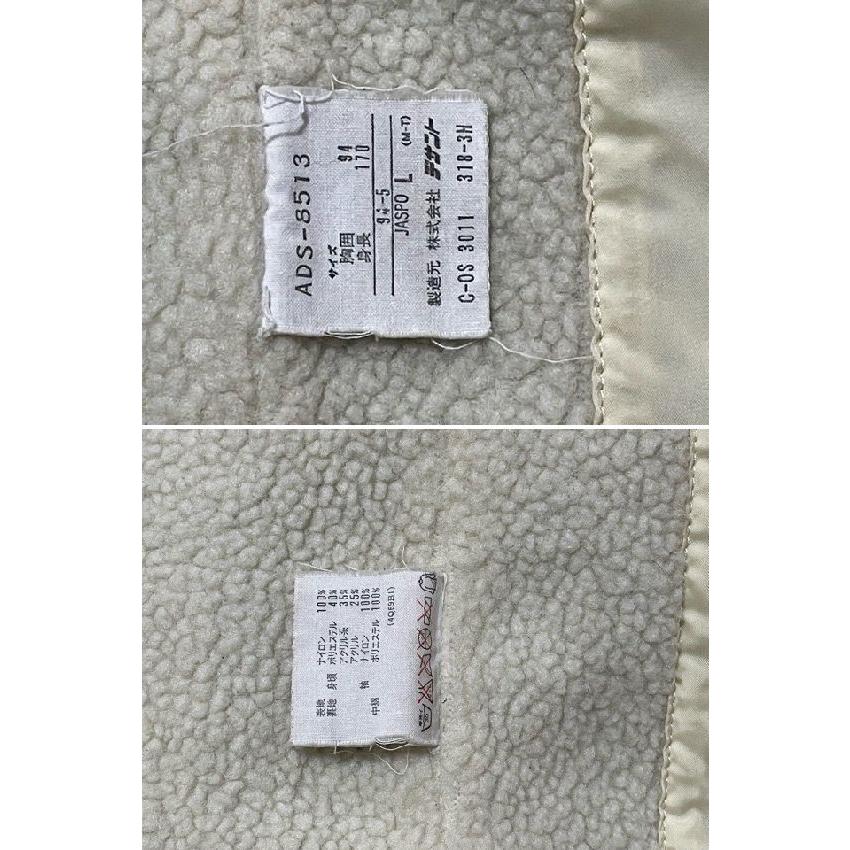 ADS-8513
サイズ
胸囲 94
身長 170
94-5
JASPO L (M-T)
製造元 株式会社 デサント
C-OS 3011 318-3H
表地 ナイロン 100%
裏地 身頃 ポリエステル 40%
アクリル系 35%
アクリル 25%
袖 ナイロン 100%
中綿 ポリエステル 100%
(4QF9B1)